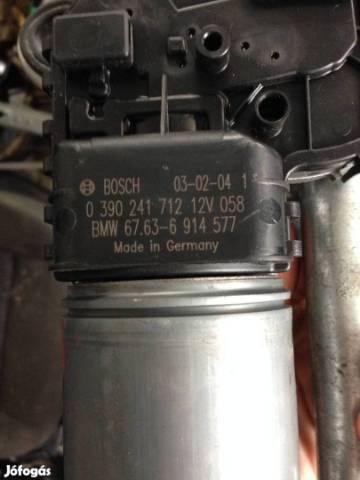 BOSCH 03-02-04 1
0 390 241 712 12V 058
BMW 67.63-6 914 577
Made in Germany
Jófogás